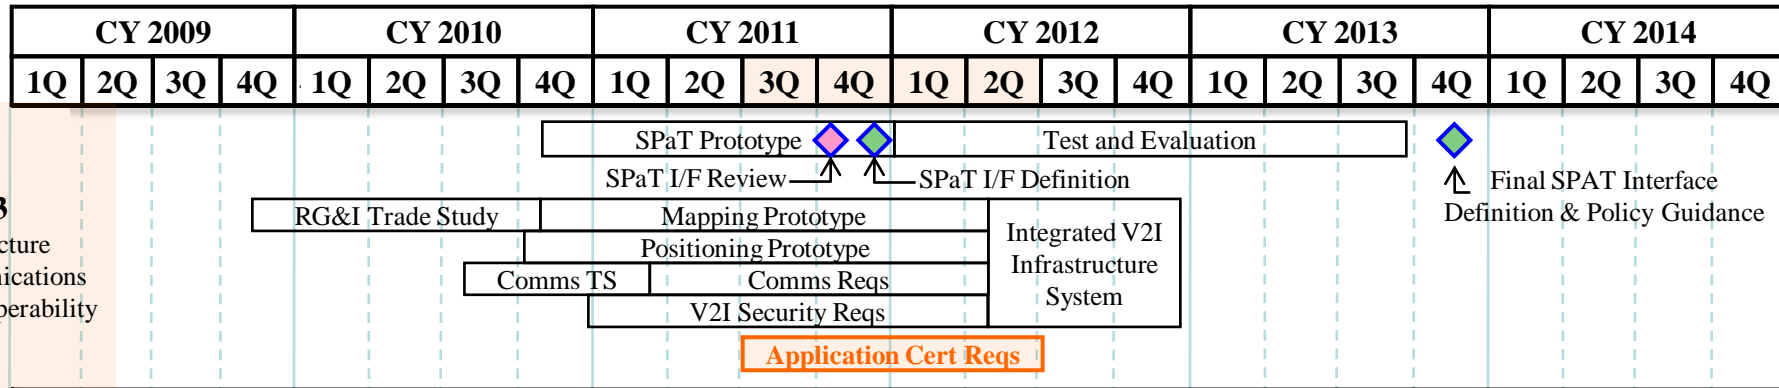 CY 2009 CY 2010 CY 2011 CY 2012 CY 2013 CY 2014
1Q 2Q 3Q 4Q 1Q 2Q 3Q 4Q 1Q 2Q 3Q 4Q 1Q 2Q 3Q 4Q 1Q 2Q 3Q 4Q 1Q 2Q 3Q 4Q
SPaT Prototype Test and Evaluation
SPaT I/F Review SPaT I/F Definition
Final SPAT Interface
Definition & Policy Guidance
3
cture
nications
perability
RG&I Trade Study Mapping Prototype
Positioning Prototype
Comms TS Comms Reqs
V2I Security Reqs
Integrated V2I
Infrastructure
System
Application Cert Reqs